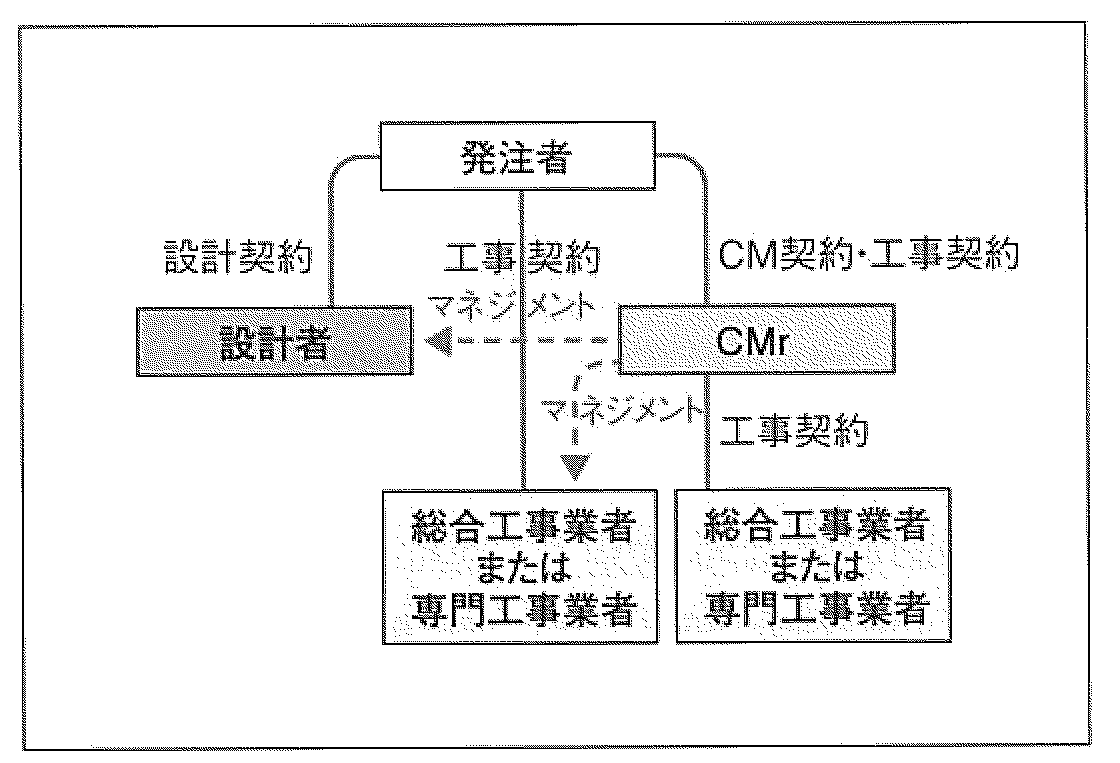 発注者
設計契約
工事契約
CM契約・工事契約
マネジメント
設計者
CMr
マネジメント
工事契約
総合工事業者
または
専門工事業者
総合工事業者
または
専門工事業者